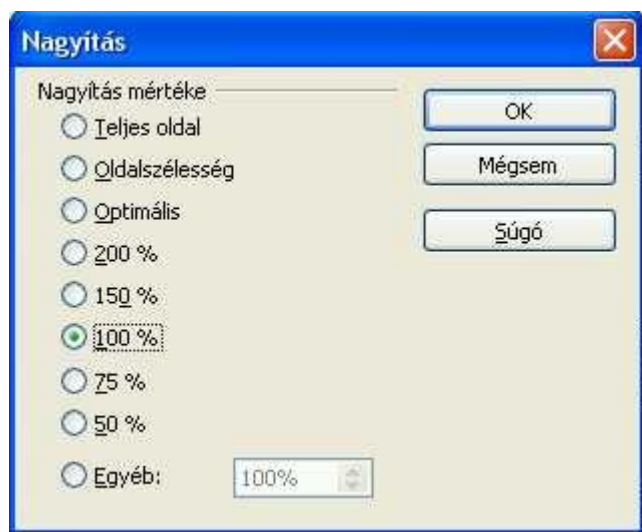 Nagyítás
Nagyítás mértéke
Teljes oldal
Oldalszélesség
Optimális
200 %
150 %
100 %
75 %
50 %
Egyéb: 100%
OK
Mégsem
Súgó